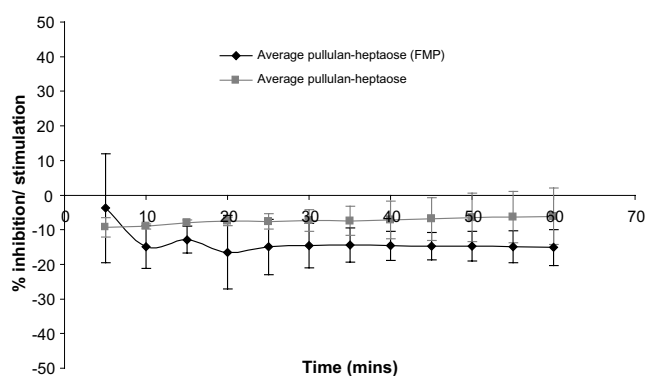 50
40
30
20
10
0
-10
-20
-30
-40
-50
% inhibition/ stimulation
Average pullulan-heptaose (FMP)
Average pullulan-heptaose
0 10 20 30 40 50 60 70
Time (mins)